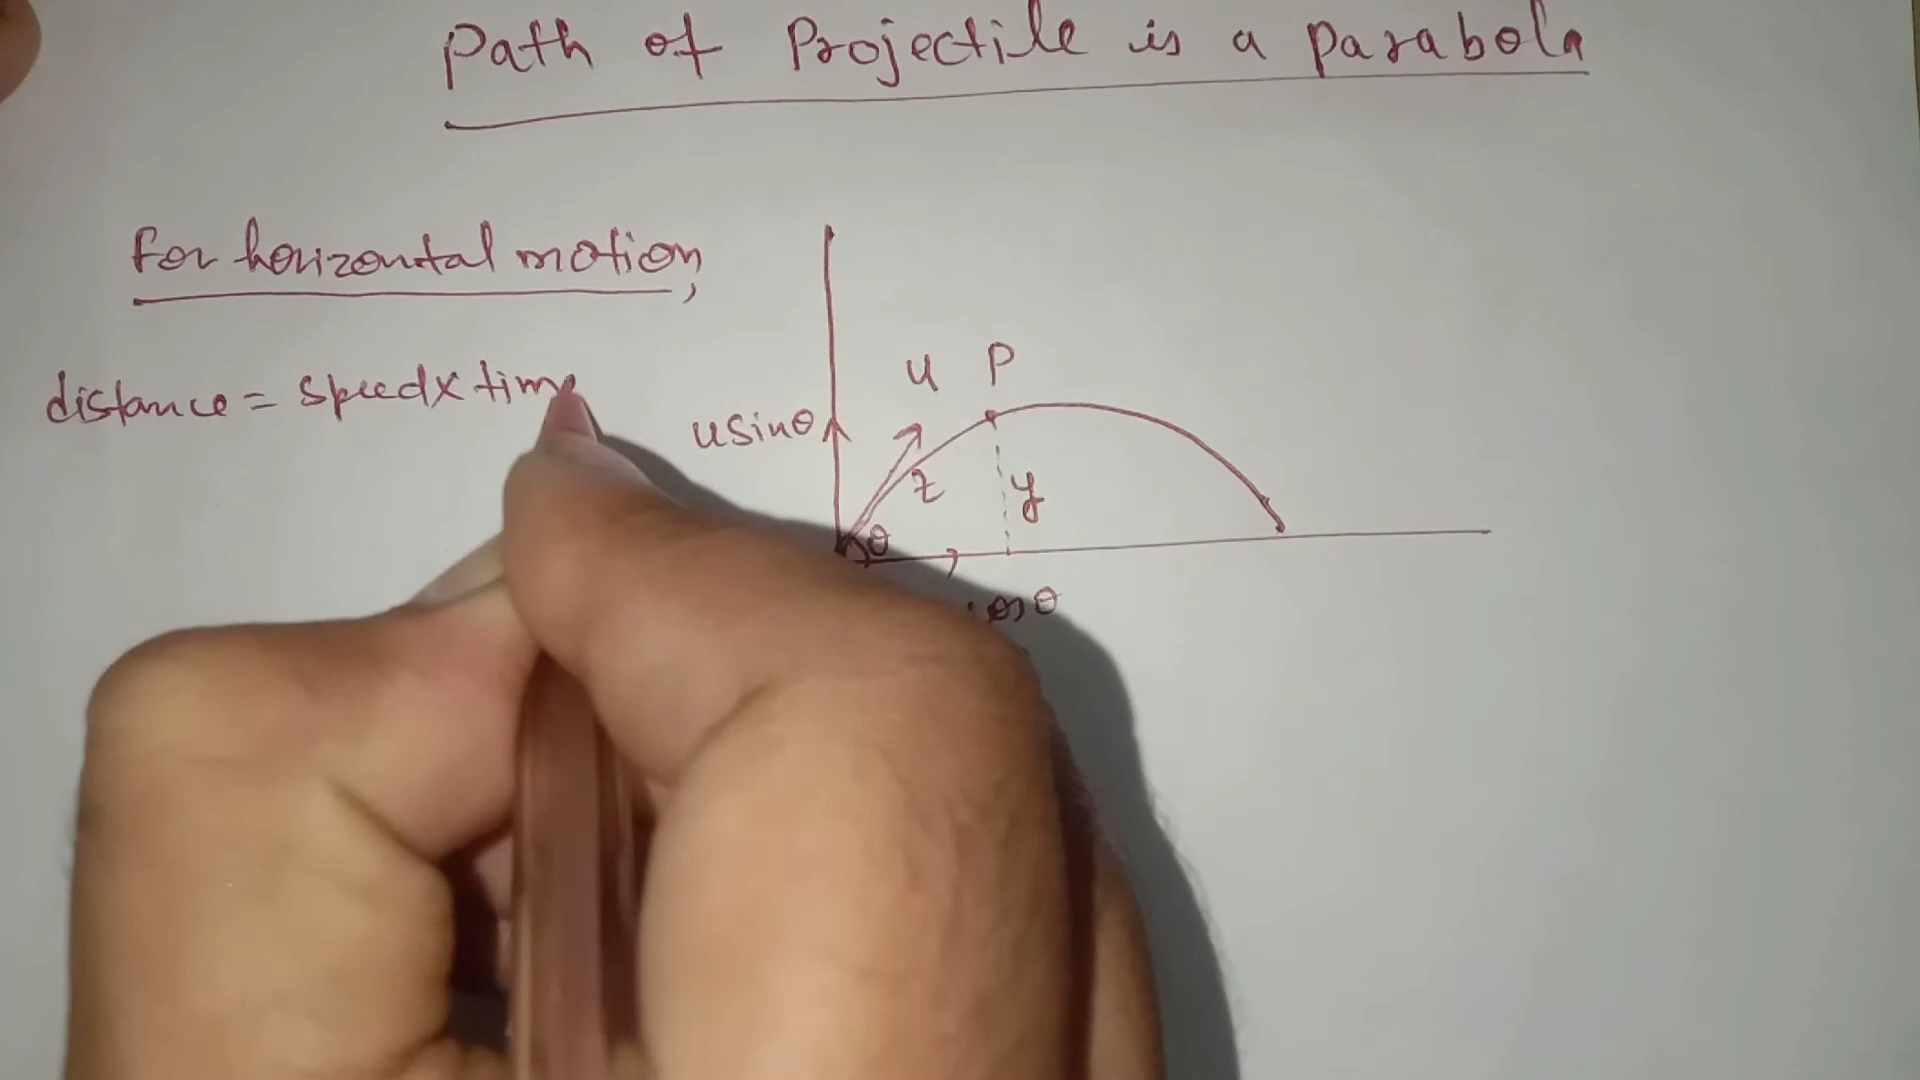 Path of Projectile is a parabola
For horizontal motion,
distance = speed x time
u P
usinθ
z y
θ